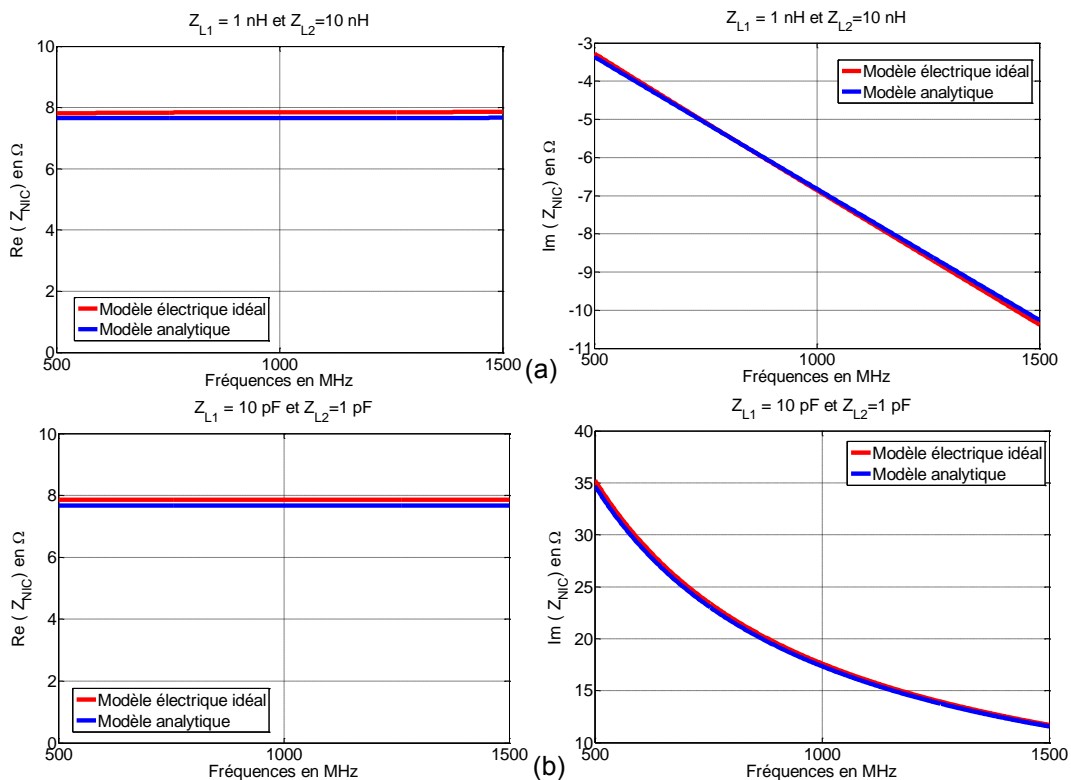 Z_L1 = 1 nH et Z_L2=10 nH
Re ( Z_NIC) en Ω
10
8
6
4
2
0
Modèle électrique idéal
Modèle analytique
500
1000
1500
Fréquences en MHz
Z_L1 = 1 nH et Z_L2=10 nH
Im ( Z_NIC) en Ω
-3
-4
-5
-6
-7
-8
-9
-10
-11
Modèle électrique idéal
Modèle analytique
500
1000
1500
Fréquences en MHz
(a)
Z_L1 = 10 pF et Z_L2=1 pF
Re ( Z_NIC) en Ω
10
8
6
4
2
0
Modèle électrique idéal
Modèle analytique
500
1000
1500
Fréquences en MHz
Z_L1 = 10 pF et Z_L2=1 pF
Im ( Z_NIC) en Ω
40
35
30
25
20
15
10
Modèle électrique idéal
Modèle analytique
500
1000
1500
Fréquences en MHz
(b)